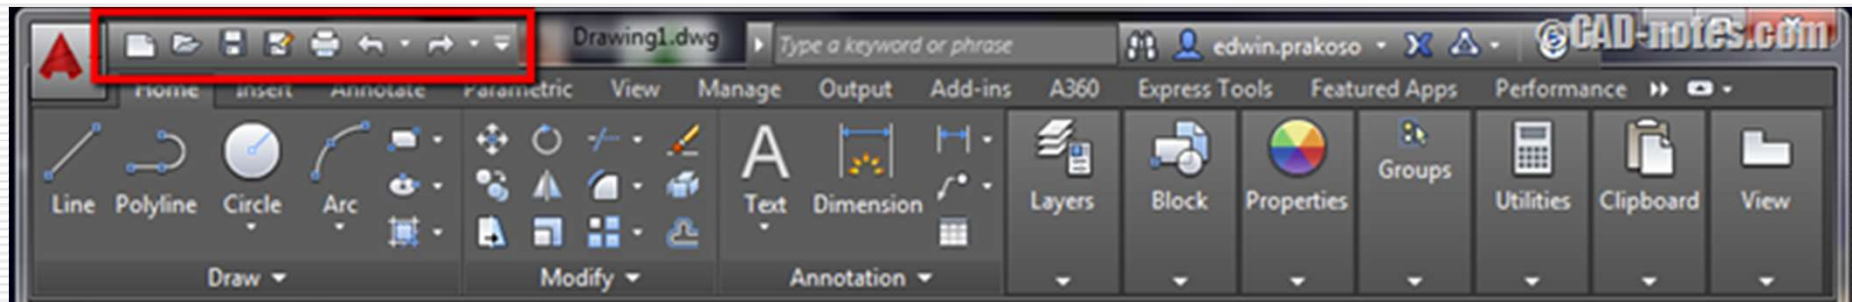 Drawing1.dwg
Type a keyword or phrase
edwin.prakoso
©CAD-notes.com
Home Insert Annotate Parametric View Manage Output Add-ins A360 Express Tools Featured Apps Performance
Line Polyline Circle Arc
Text Dimension
Layers Block Properties Groups Utilities Clipboard View
Draw Modify Annotation